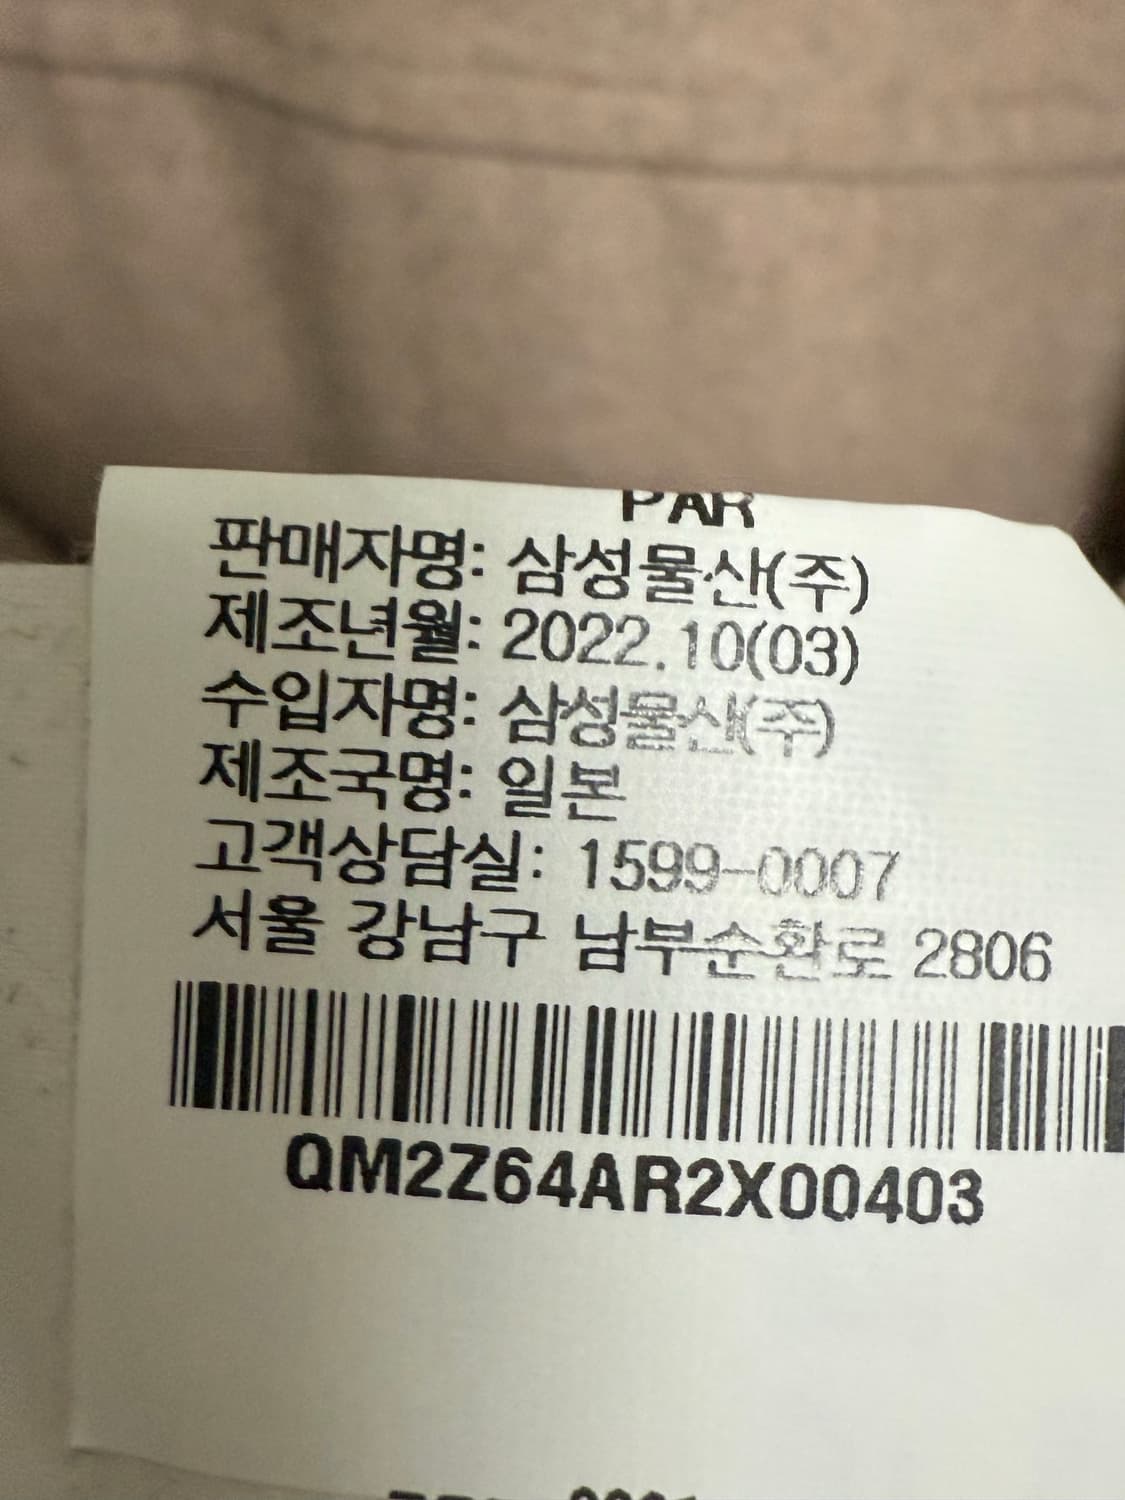 PAR
판매자명: 삼성물산(주)
제조년월: 2022.10(03)
수입자명: 삼성물산(주)
제조국명: 일본
고객상담실: 1599-0007
서울 강남구 남부순환로 2806
QM2Z64AR2X00403